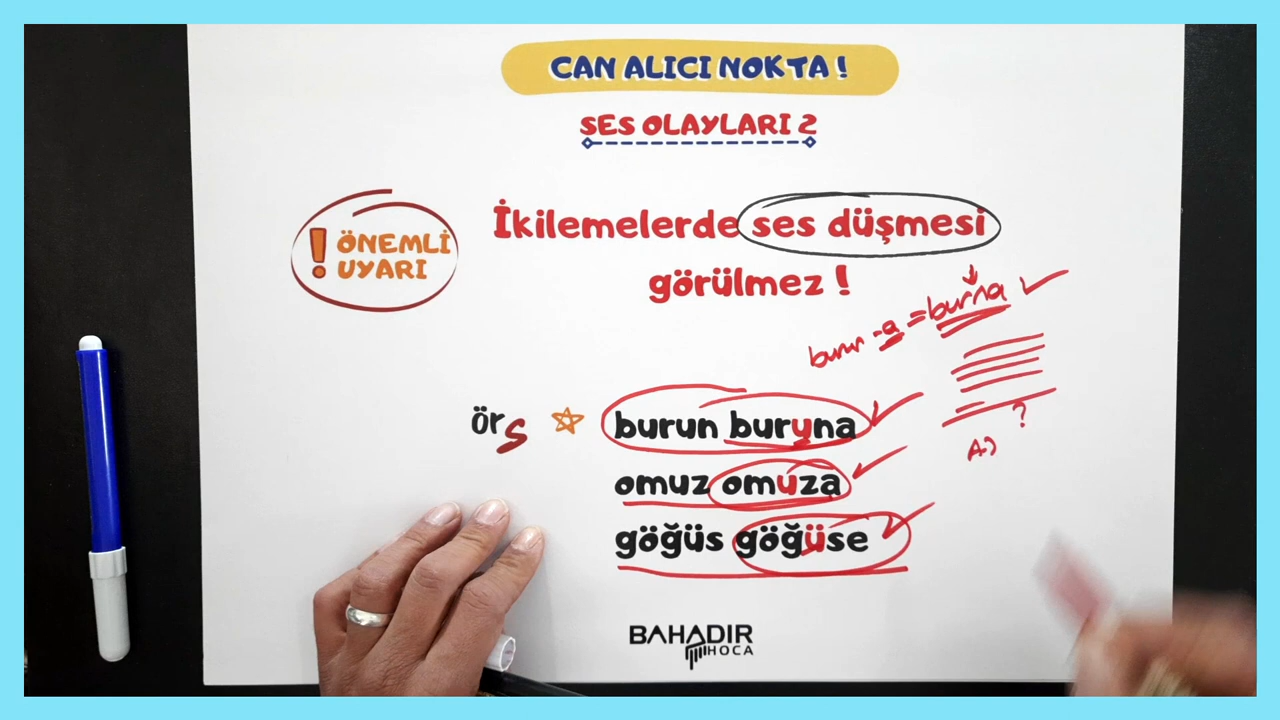 CAN ALICI NOKTA !
SES OLAYLARI 2
! ÖNEMLİ
UYARI
İkilemelerde ses düşmesi
görülmez !
burun -a = burna
örs
burun buruna
omuz omuza
göğüs göğüse
?
A)
BAHADIR
HOCA